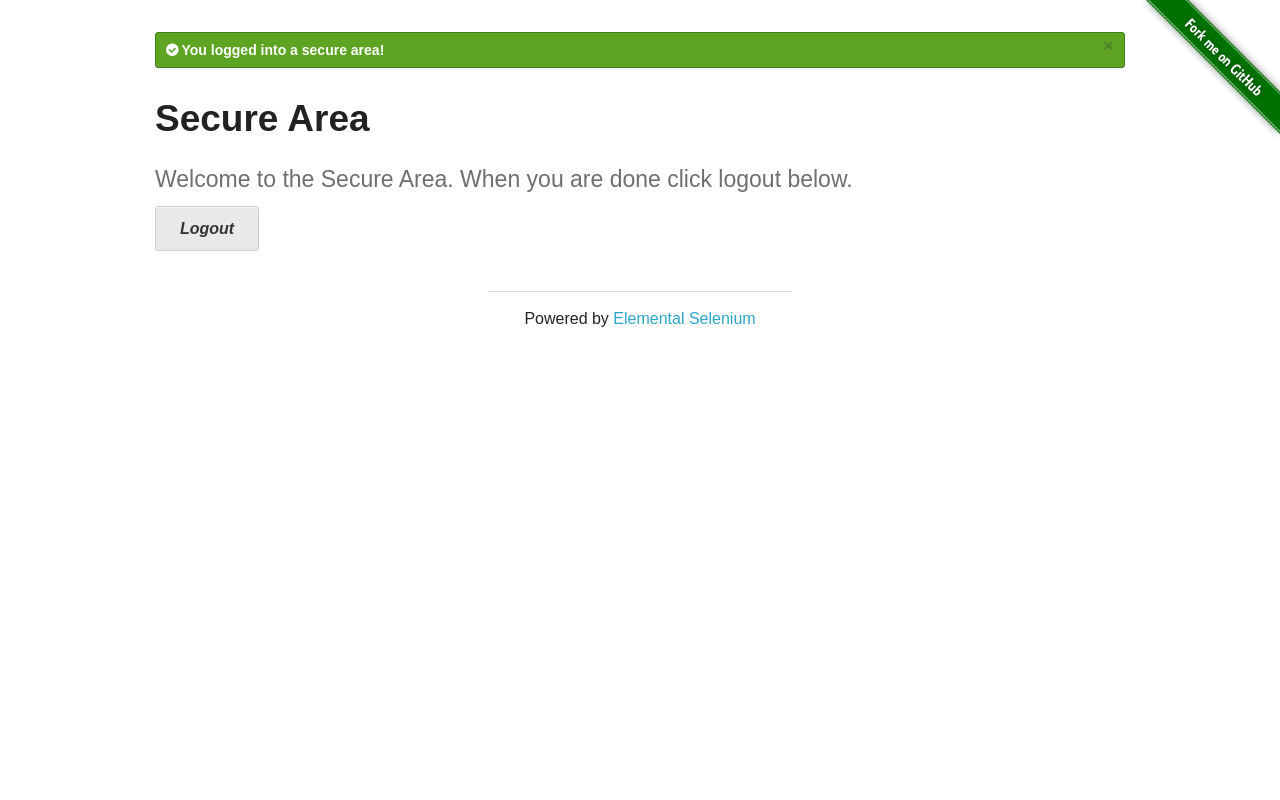 You logged into a secure area!
×
Fork me on GitHub
Secure Area
Welcome to the Secure Area. When you are done click logout below.
Logout
Powered by Elemental Selenium